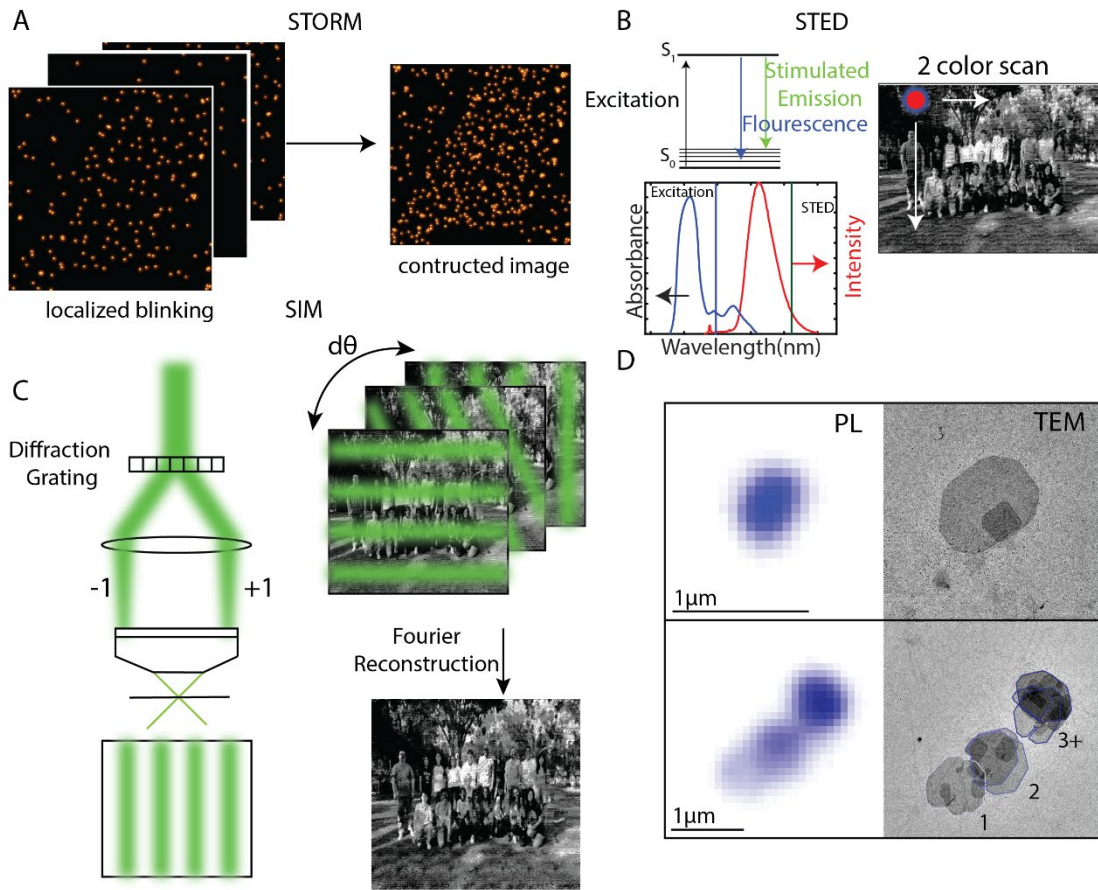 A
STORM
localized blinking
contructed image
B
STED
S1
Excitation
Stimulated
Emission
Flourescence
S0
2 color scan
Excitation
STED
Absorbance
Intensity
Wavelength(nm)
SIM
C
Diffraction
Grating
-1
+1
dθ
Fourier
Reconstruction
D
PL
TEM
1μm
1μm
3+
2
1